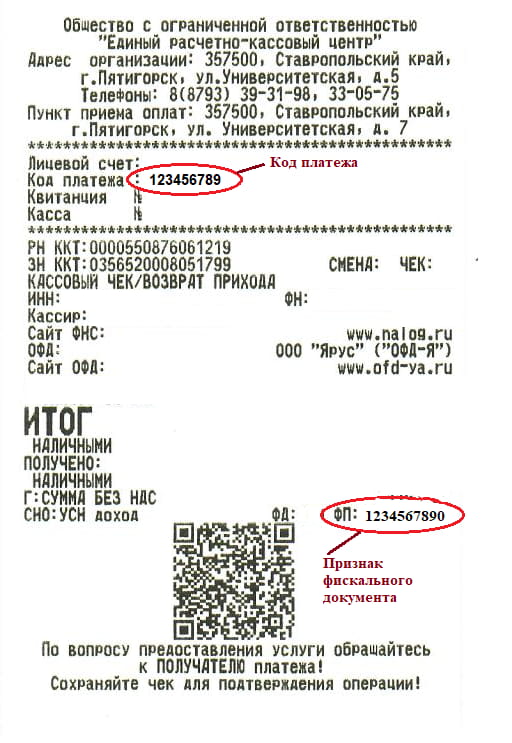 Общество с ограниченной ответственностью
"Единый расчетно-кассовый центр"
Адрес организации: 357500, Ставропольский край,
г.Пятигорск, ул.Университетская, д.5
Телефоны: 8(8793) 39-31-98, 33-05-75
Пункт приема оплат: 357500, Ставропольский край,
г.Пятигорск, ул. Университетская, д. 7
************************************************
Лицевой счет:
Код платежа : 123456789
Код платежа
Квитанция №
Касса №
************************************************
РН ККТ:0000550876061219
ЗН ККТ:0356520008051799 СМЕНА: ЧЕК:
КАССОВЫЙ ЧЕК/ВОЗВРАТ ПРИХОДА
ИНН: ФН:
Кассир:
Сайт ФНС: www.nalog.ru
ОФД: ООО "Ярус" ("ОФД-Я")
Сайт ОФД: www.ofd-ya.ru
ИТОГ
НАЛИЧНЫМИ
ПОЛУЧЕНО:
НАЛИЧНЫМИ
Г:СУММА БЕЗ НДС
СНО:УСН доход ФД: ФП: 1234567890
Признак
фискального
документа
По вопросу предоставления услуги обращайтесь
к ПОЛУЧАТЕЛЮ платежа!
Сохраняйте чек для подтверждения операции!